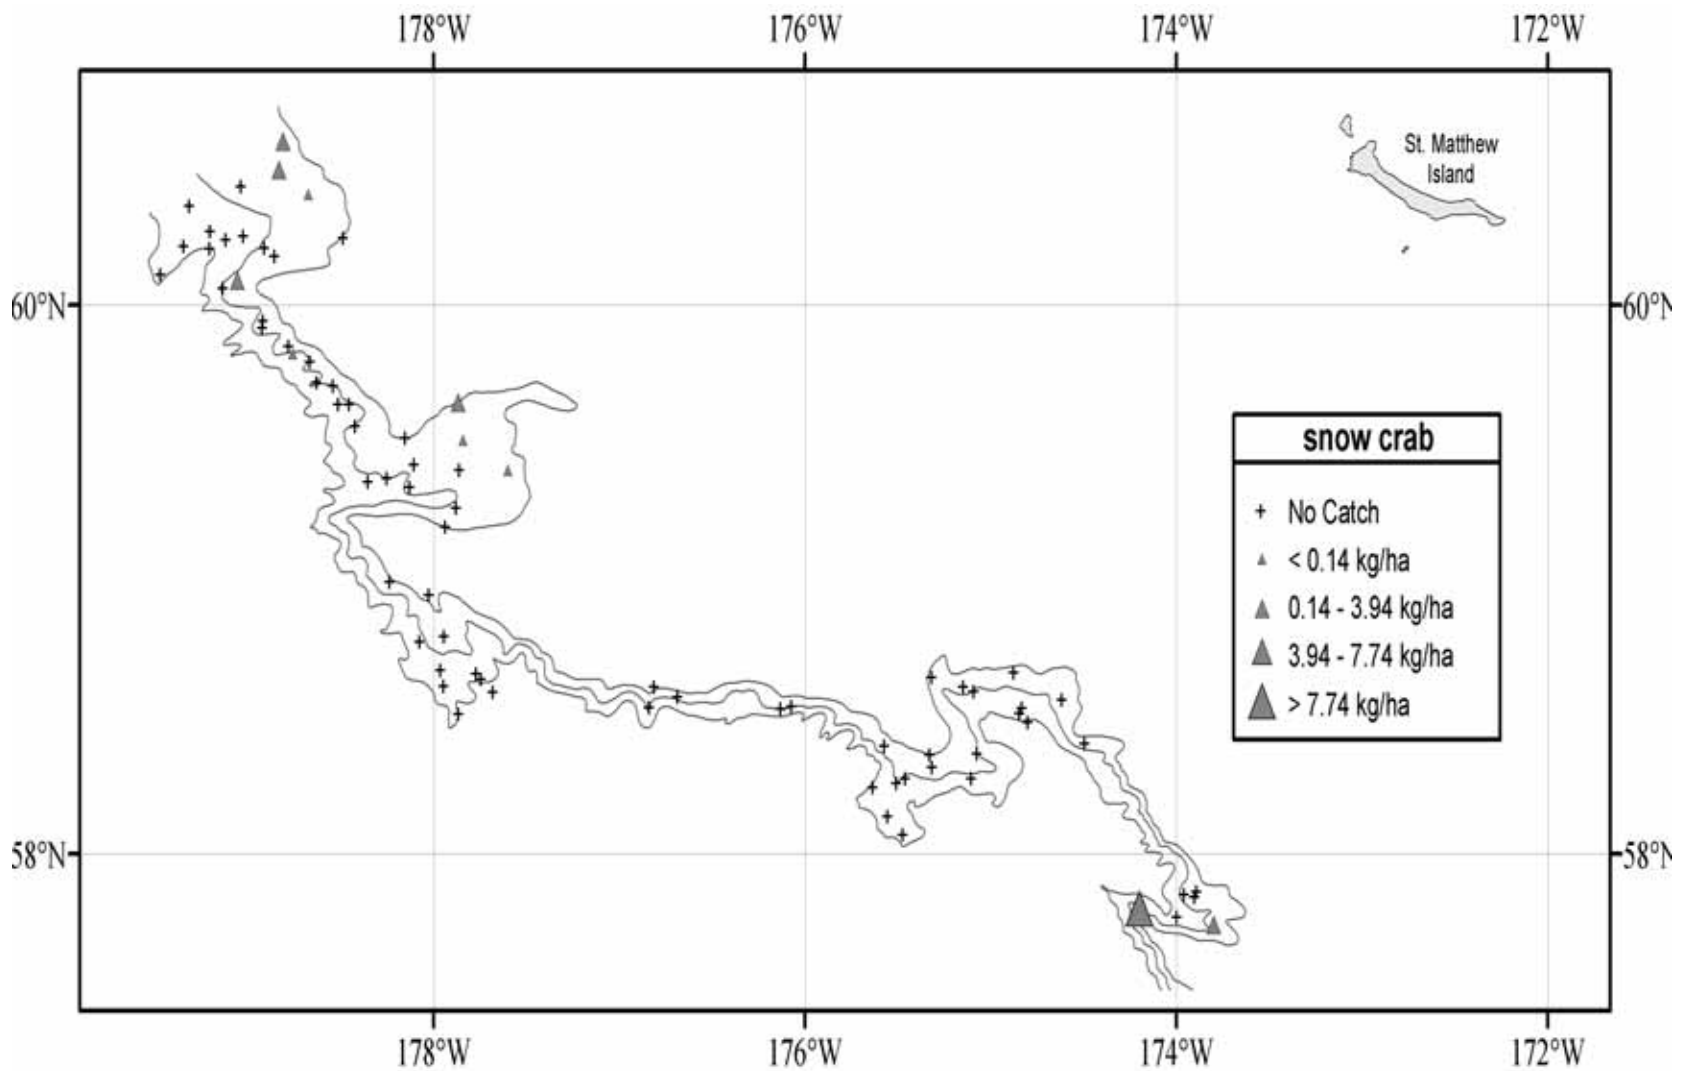 178°W 176°W 174°W 172°W
St. Matthew
Island
60°N 60°N
snow crab
No Catch
< 0.14 kg/ha
0.14 - 3.94 kg/ha
3.94 - 7.74 kg/ha
> 7.74 kg/ha
58°N 58°N
178°W 176°W 174°W 172°W